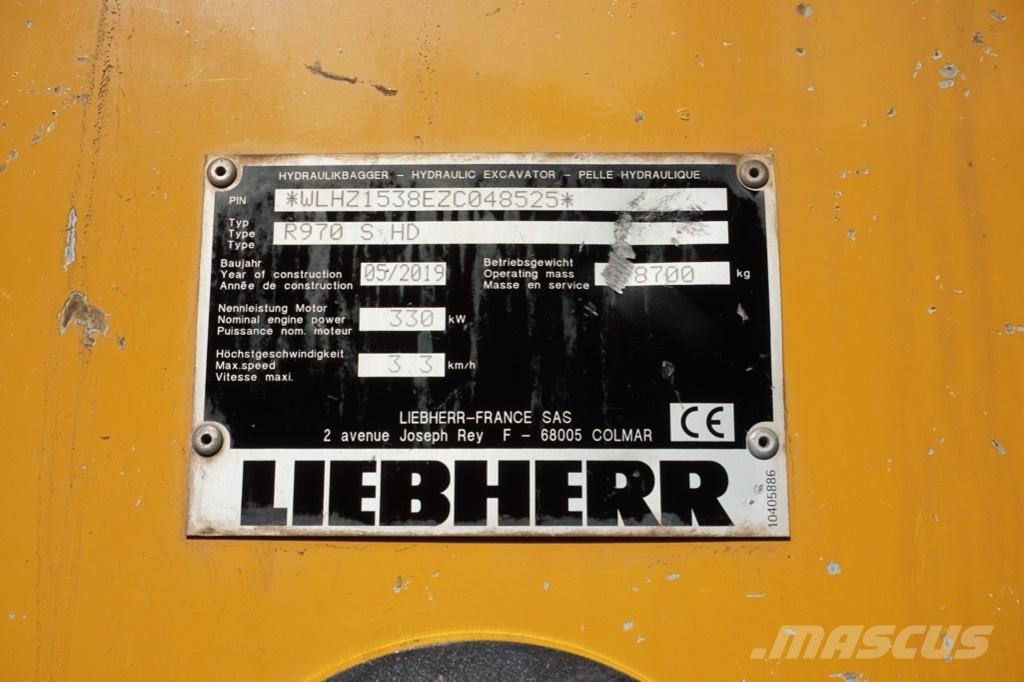 HYDRAULIKBAGGER - HYDRAULIC EXCAVATOR - PELLE HYDRAULIQUE
PIN *WLHZ1538EZC048525*
Typ
Type R970 S HD
Type
Baujahr
Year of construction 05/2019
Année de construction
Betriebsgewicht
Operating mass kg
Masse en service
Nennleistung Motor
Nominal engine power 330 kW
Puissance nom. moteur
Höchstgeschwindigkeit
Max.speed 3.3 km/h
Vitesse maxi.
LIEBHERR-FRANCE SAS
2 avenue Joseph Rey F - 68005 COLMAR
CE
LIEBHERR
10405886
.MASCUS